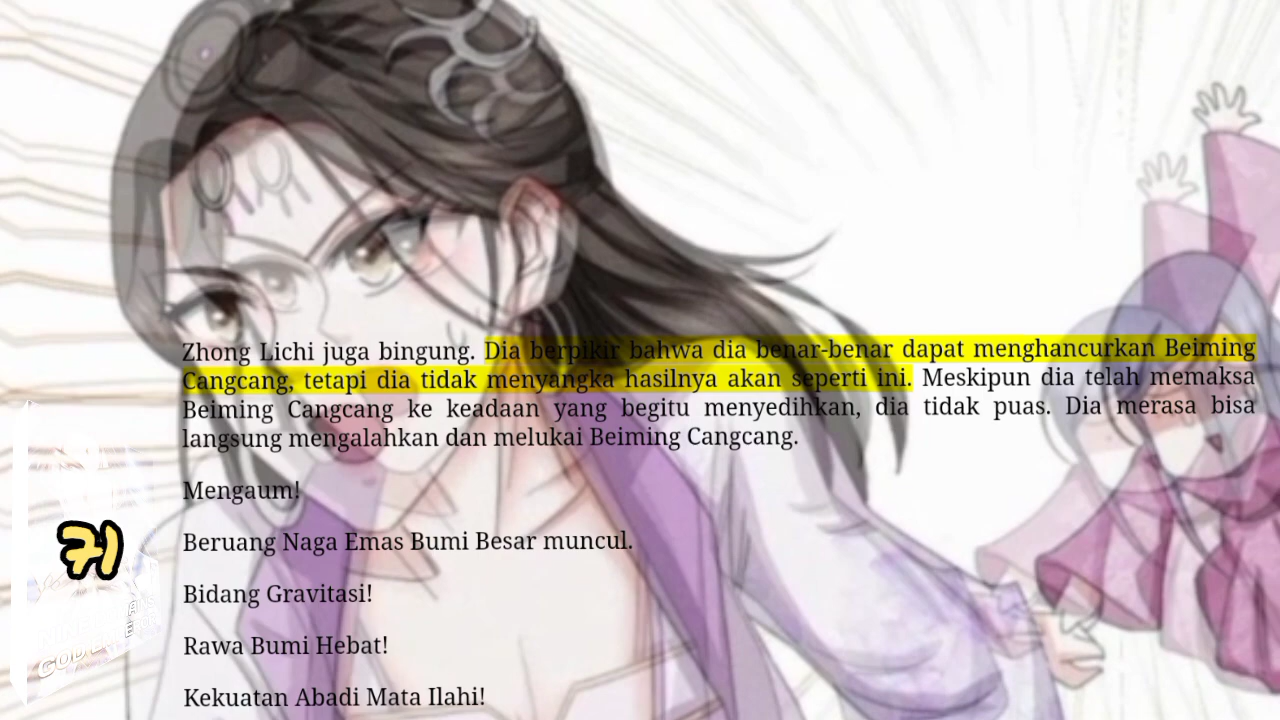 Zhong Lichi juga bingung. Dia berpikir bahwa dia benar-benar dapat menghancurkan Beiming
Cangcang, tetapi dia tidak menyangka hasilnya akan seperti ini. Meskipun dia telah memaksa
Beiming Cangcang ke keadaan yang begitu menyedihkan, dia tidak puas. Dia merasa bisa
langsung mengalahkan dan melukai Beiming Cangcang.
Mengaum!
Beruang Naga Emas Bumi Besar muncul.
71
Bidang Gravitasi!
Rawa Bumi Hebat!
Kekuatan Abadi Mata Ilahi!